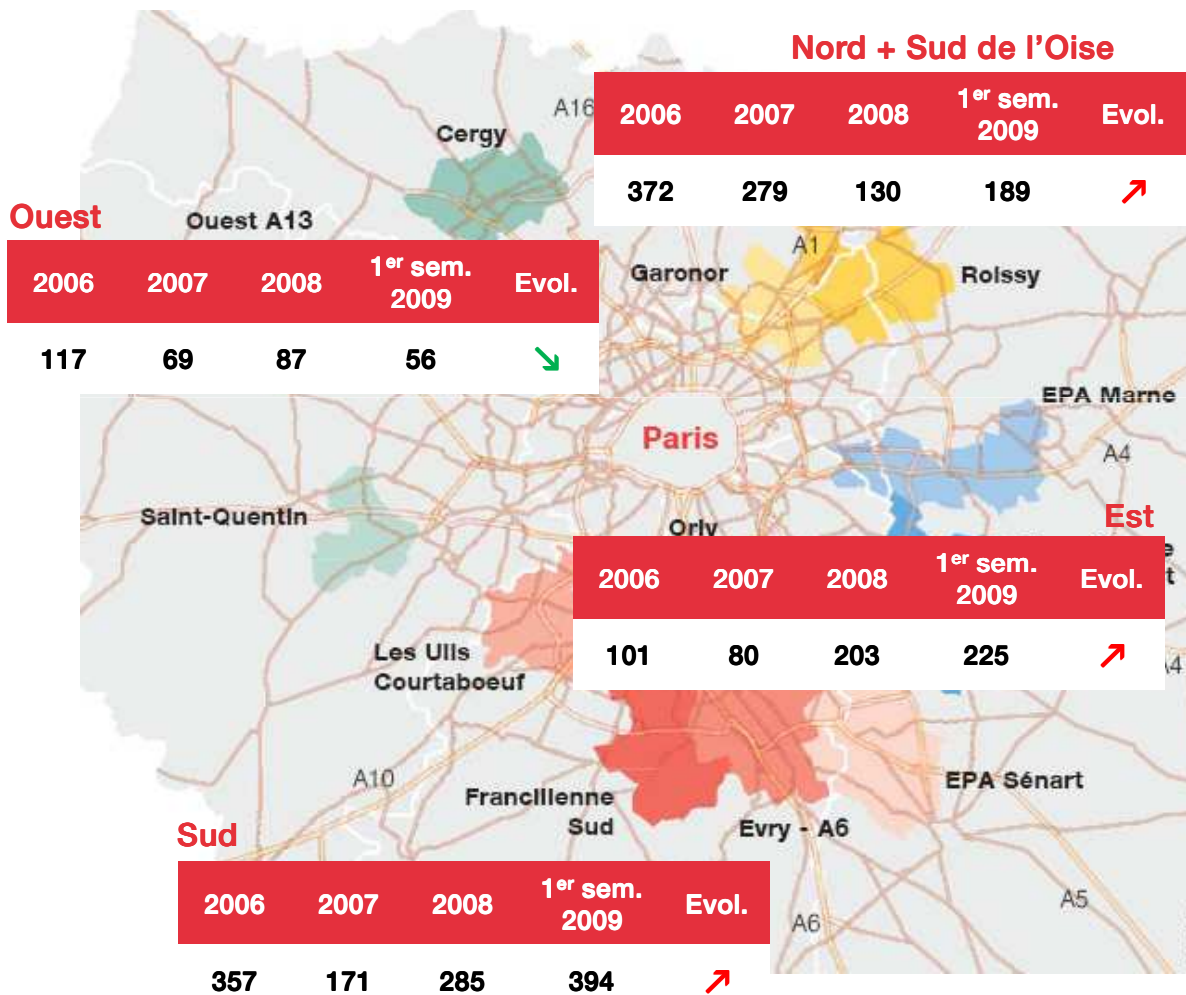 Nord + Sud de l’Oise
2006 2007 2008 1er sem. 2009 Evol.
372 279 130 189 ↗
A16
Cergy
Ouest
Ouest A13
2006 2007 2008 1er sem. 2009 Evol.
117 69 87 56 ↘
A1
Garonor
Roissy
EPA Marne
Paris
A4
Saint-Quentin
Orly
Est
2006 2007 2008 1er sem. 2009 Evol.
101 80 203 225 ↗
Les Ulis
Courtaboeuf
A10
EPA Sénart
Francilienne
Sud
Evry - A6
Sud
2006 2007 2008 1er sem. 2009 Evol.
357 171 285 394 ↗
A5
A6